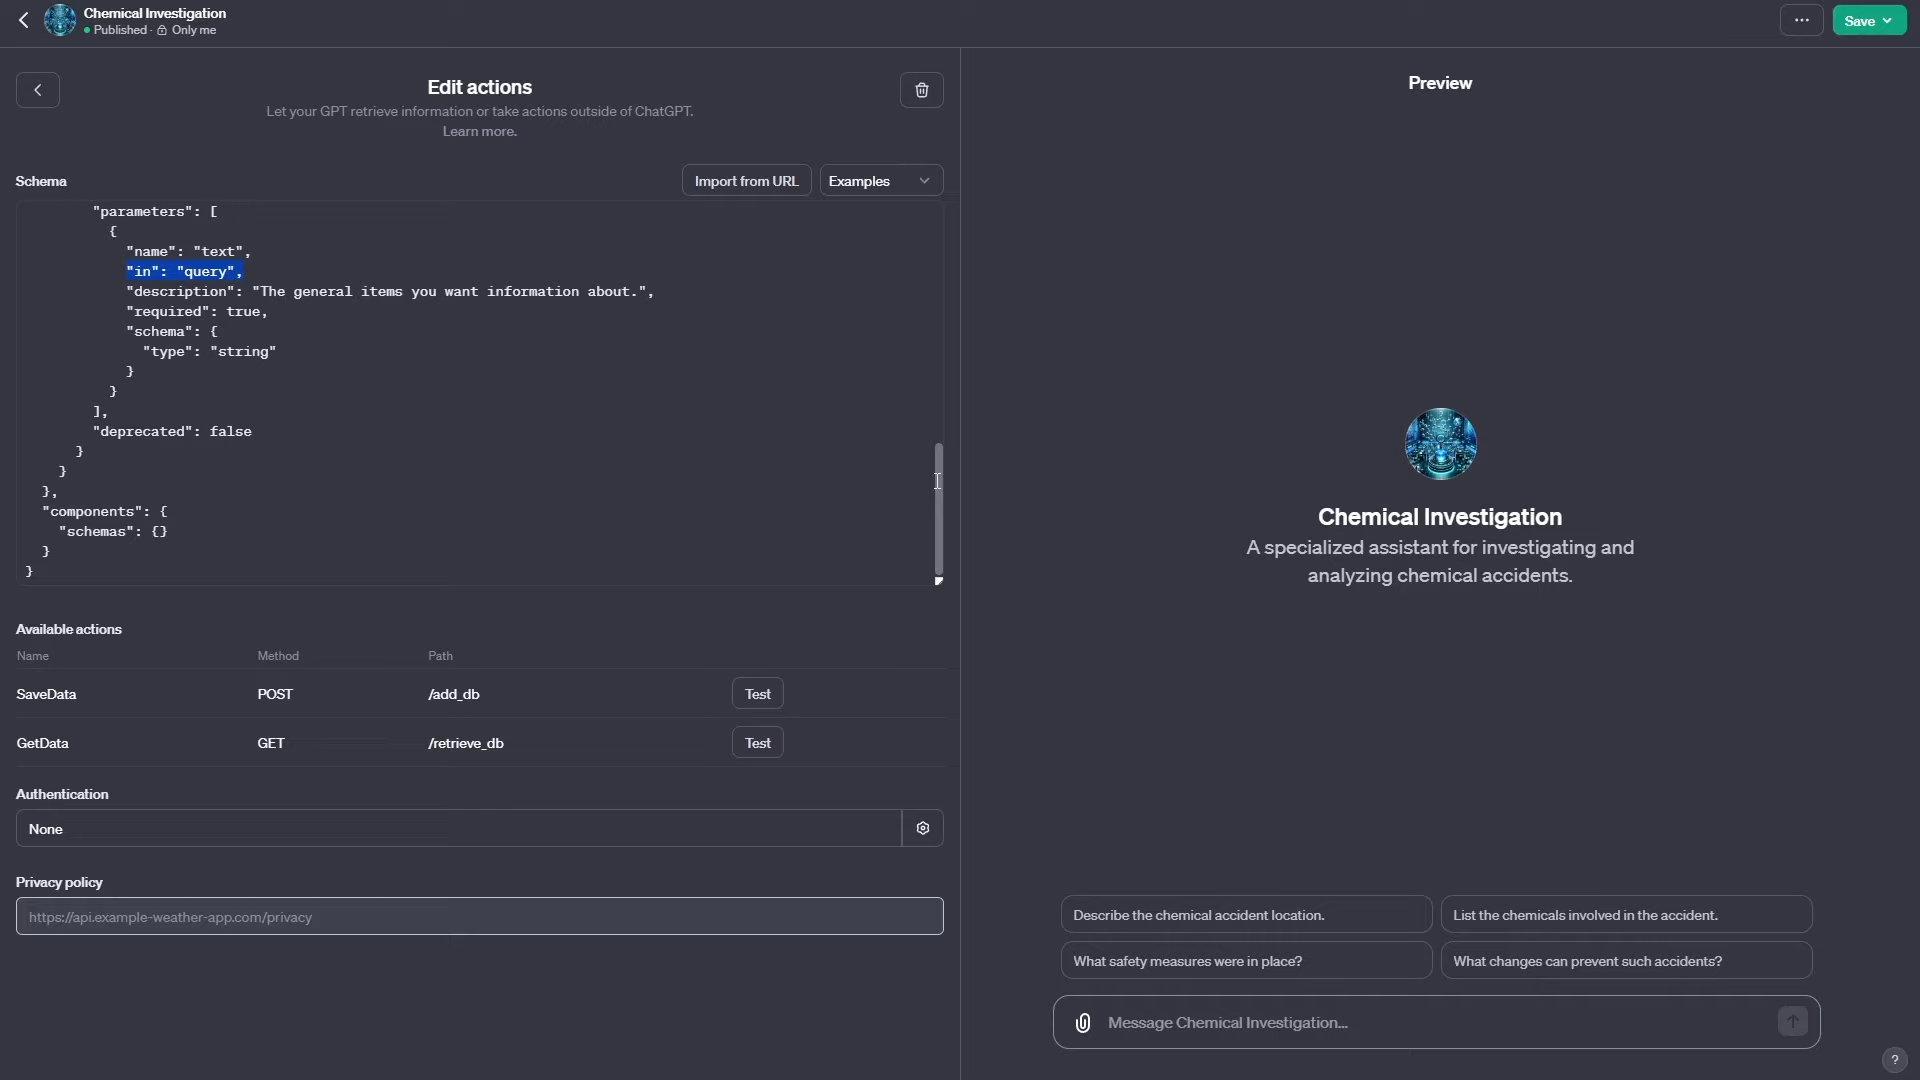 Chemical Investigation
Published · Only me
...
Save
Edit actions
Let your GPT retrieve information or take actions outside of ChatGPT.
Learn more.
Preview
Schema
Import from URL
Examples
"parameters": [
{
"name": "text",
"in": "query",
"description": "The general items you want information about.",
"required": true,
"schema": {
"type": "string"
}
}
],
"deprecated": false
}
}
},
"components": {
"schemas": {}
}
}
Available actions
Name Method Path
SaveData POST /add_db Test
GetData GET /retrieve_db Test
Authentication
None
Privacy policy
https://api.example-weather-app.com/privacy
Chemical Investigation
A specialized assistant for investigating and
analyzing chemical accidents.
Describe the chemical accident location.
List the chemicals involved in the accident.
What safety measures were in place?
What changes can prevent such accidents?
Message Chemical Investigation...
?